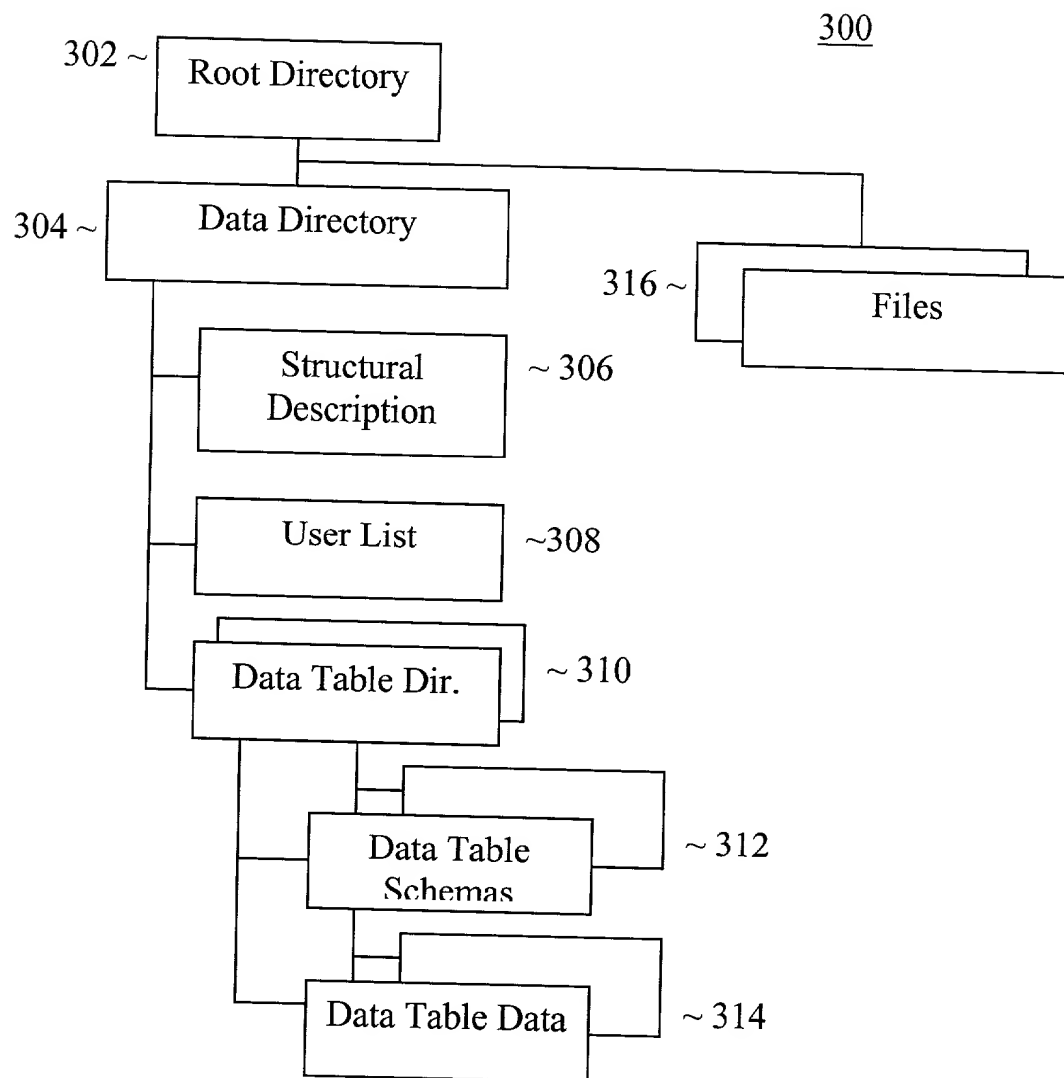 300
302 ~
Root Directory
304 ~
Data Directory
316 ~
Files
Structural
Description
~ 306
User List
~308
Data Table Dir.
~ 310
Data Table
Schemas
~ 312
Data Table Data
~ 314